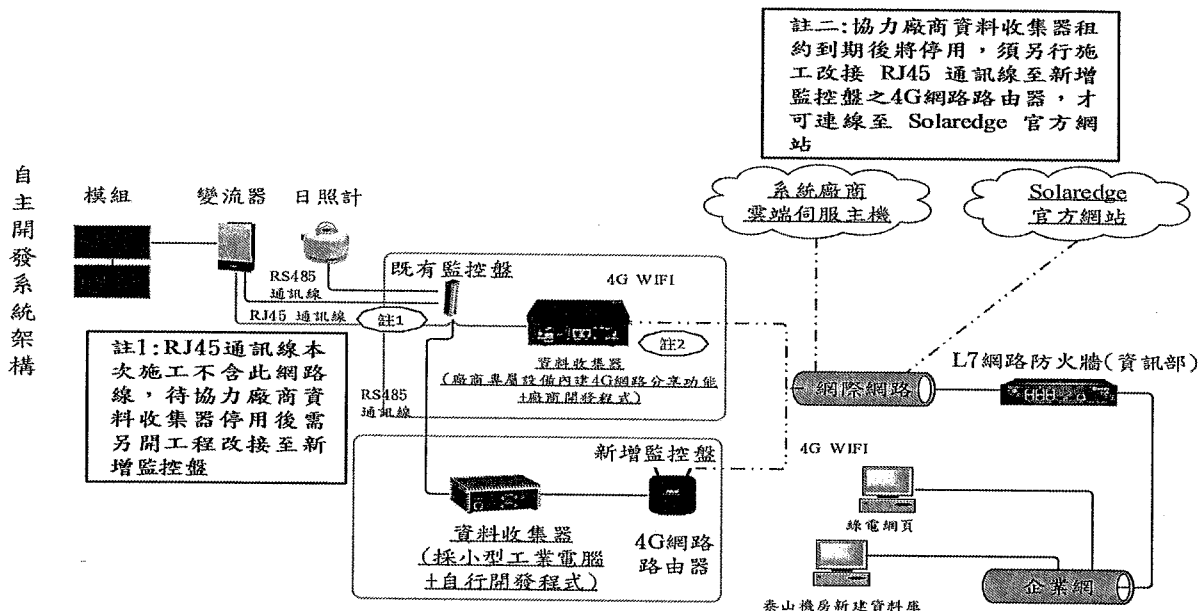 註二:協力廠商資料收集器租
約到期後將停用，須另行施
工改接 RJ45 通訊線至新增
監控盤之4G網路路由器，才
可連線至 Solaredge 官方網
站
自主開發系統架構
模組
變流器
日照計
系統廠商
雲端伺服主機
Solaredge
官方網站
RS485
通訊線
RJ45 通訊線
既有監控盤
4G WIFI
註1
註2
資料收集器
(廠商專屬設備內建4G網路分享功能
+廠商開發程式)
RS485
通訊線
註1:RJ45通訊線本
次施工不含此網路
線，待協力廠商資
料收集器停用後需
另開工程改接至新
增監控盤
網際網路
L7網路防火牆(資訊部)
新增監控盤
4G WIFI
資料收集器
(採小型工業電腦
+自行開發程式)
4G網路
路由器
綠電網頁
泰山機房新建資料庫
企業網